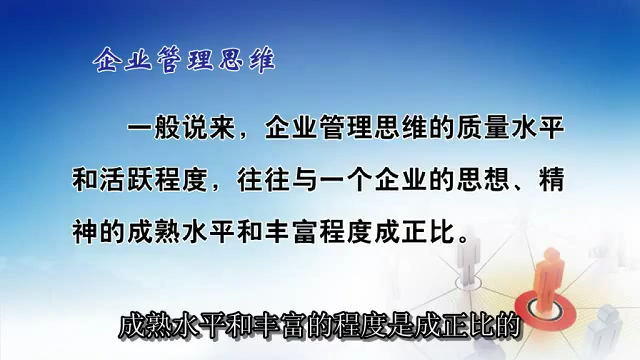 企业管理思维
一般说来，企业管理思维的质量水平
和活跃程度，往往与一个企业的思想、精
神的成熟水平和丰富程度成正比。
成熟水平和丰富的程度是成正比的